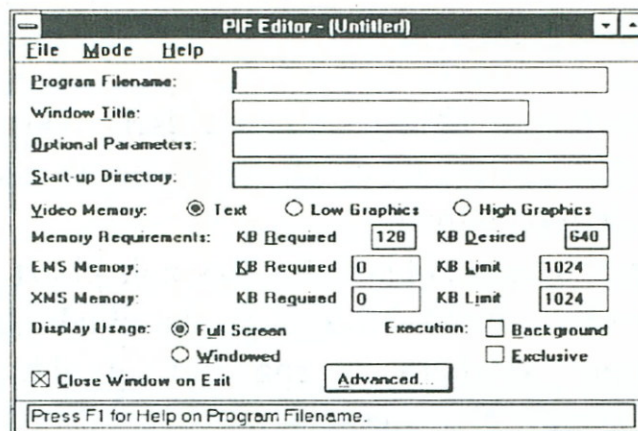 PIF Editor - (Untitled)
File Mode Help
Program Filename:
Window Title:
Optional Parameters:
Start-up Directory:
Video Memory: Text Low Graphics High Graphics
Memory Requirements: KB Required 128 KB Desired 640
EMS Memory: KB Required 0 KB Limit 1024
XMS Memory: KB Required 0 KB Limit 1024
Display Usage: Full Screen Execution: Background
Windowed Exclusive
Close Window on Exit Advanced...
Press F1 for Help on Program Filename.